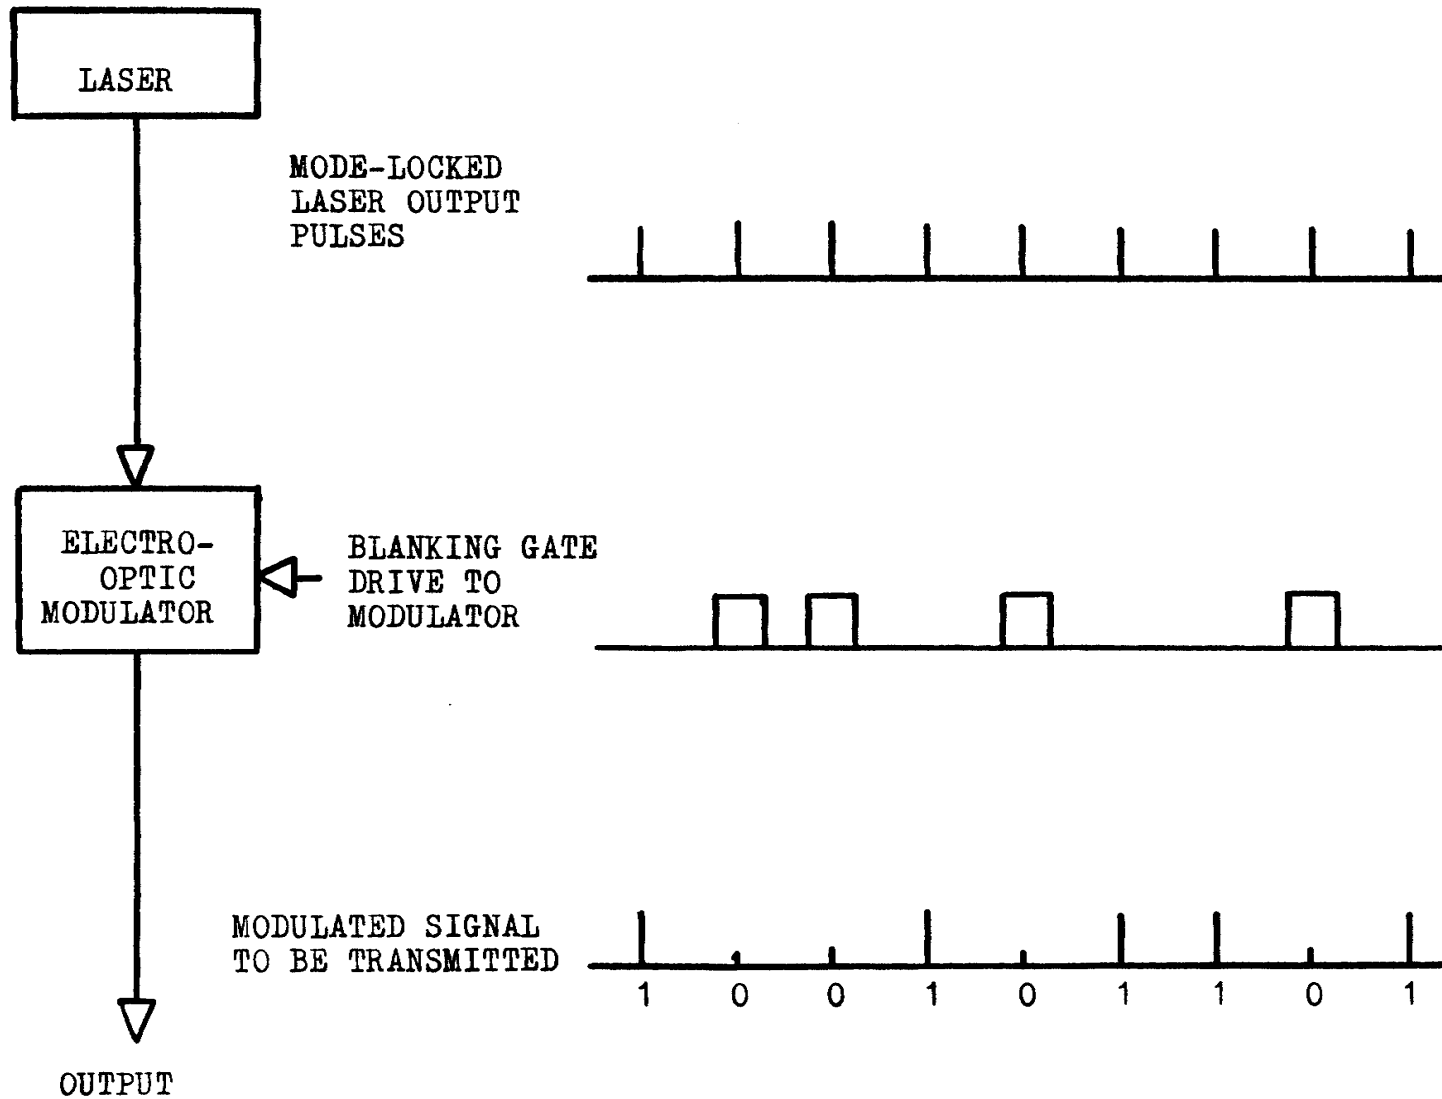 LASER
MODE-LOCKED
LASER OUTPUT
PULSES
ELECTRO-
OPTIC
MODULATOR
BLANKING GATE
DRIVE TO
MODULATOR
MODULATED SIGNAL
TO BE TRANSMITTED
1 0 0 1 0 1 1 0 1
OUTPUT